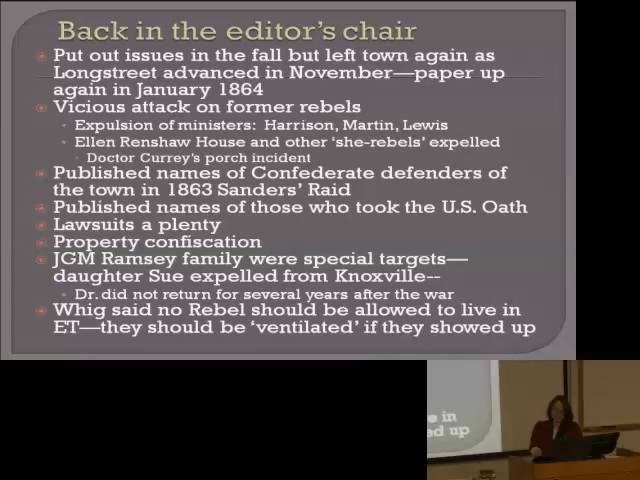 Back in the editor's chair
Put out issues in the fall but left town again as
Longstreet advanced in November—paper up
again in January 1864
Vicious attack on former rebels
Expulsion of ministers: Harrison, Martin, Lewis
Ellen Renshaw House and other 'she-rebels' expelled
Doctor Currey's porch incident
Published names of Confederate defenders of
the town in 1863 Sanders' Raid
Published names of those who took the U.S. Oath
Lawsuits a plenty
Property confiscation
JGM Ramsey family were special targets—
daughter Sue expelled from Knoxville--
Dr. did not return for several years after the war
Whig said no Rebel should be allowed to live in
ET—they should be 'ventilated' if they showed up
e in
ed up